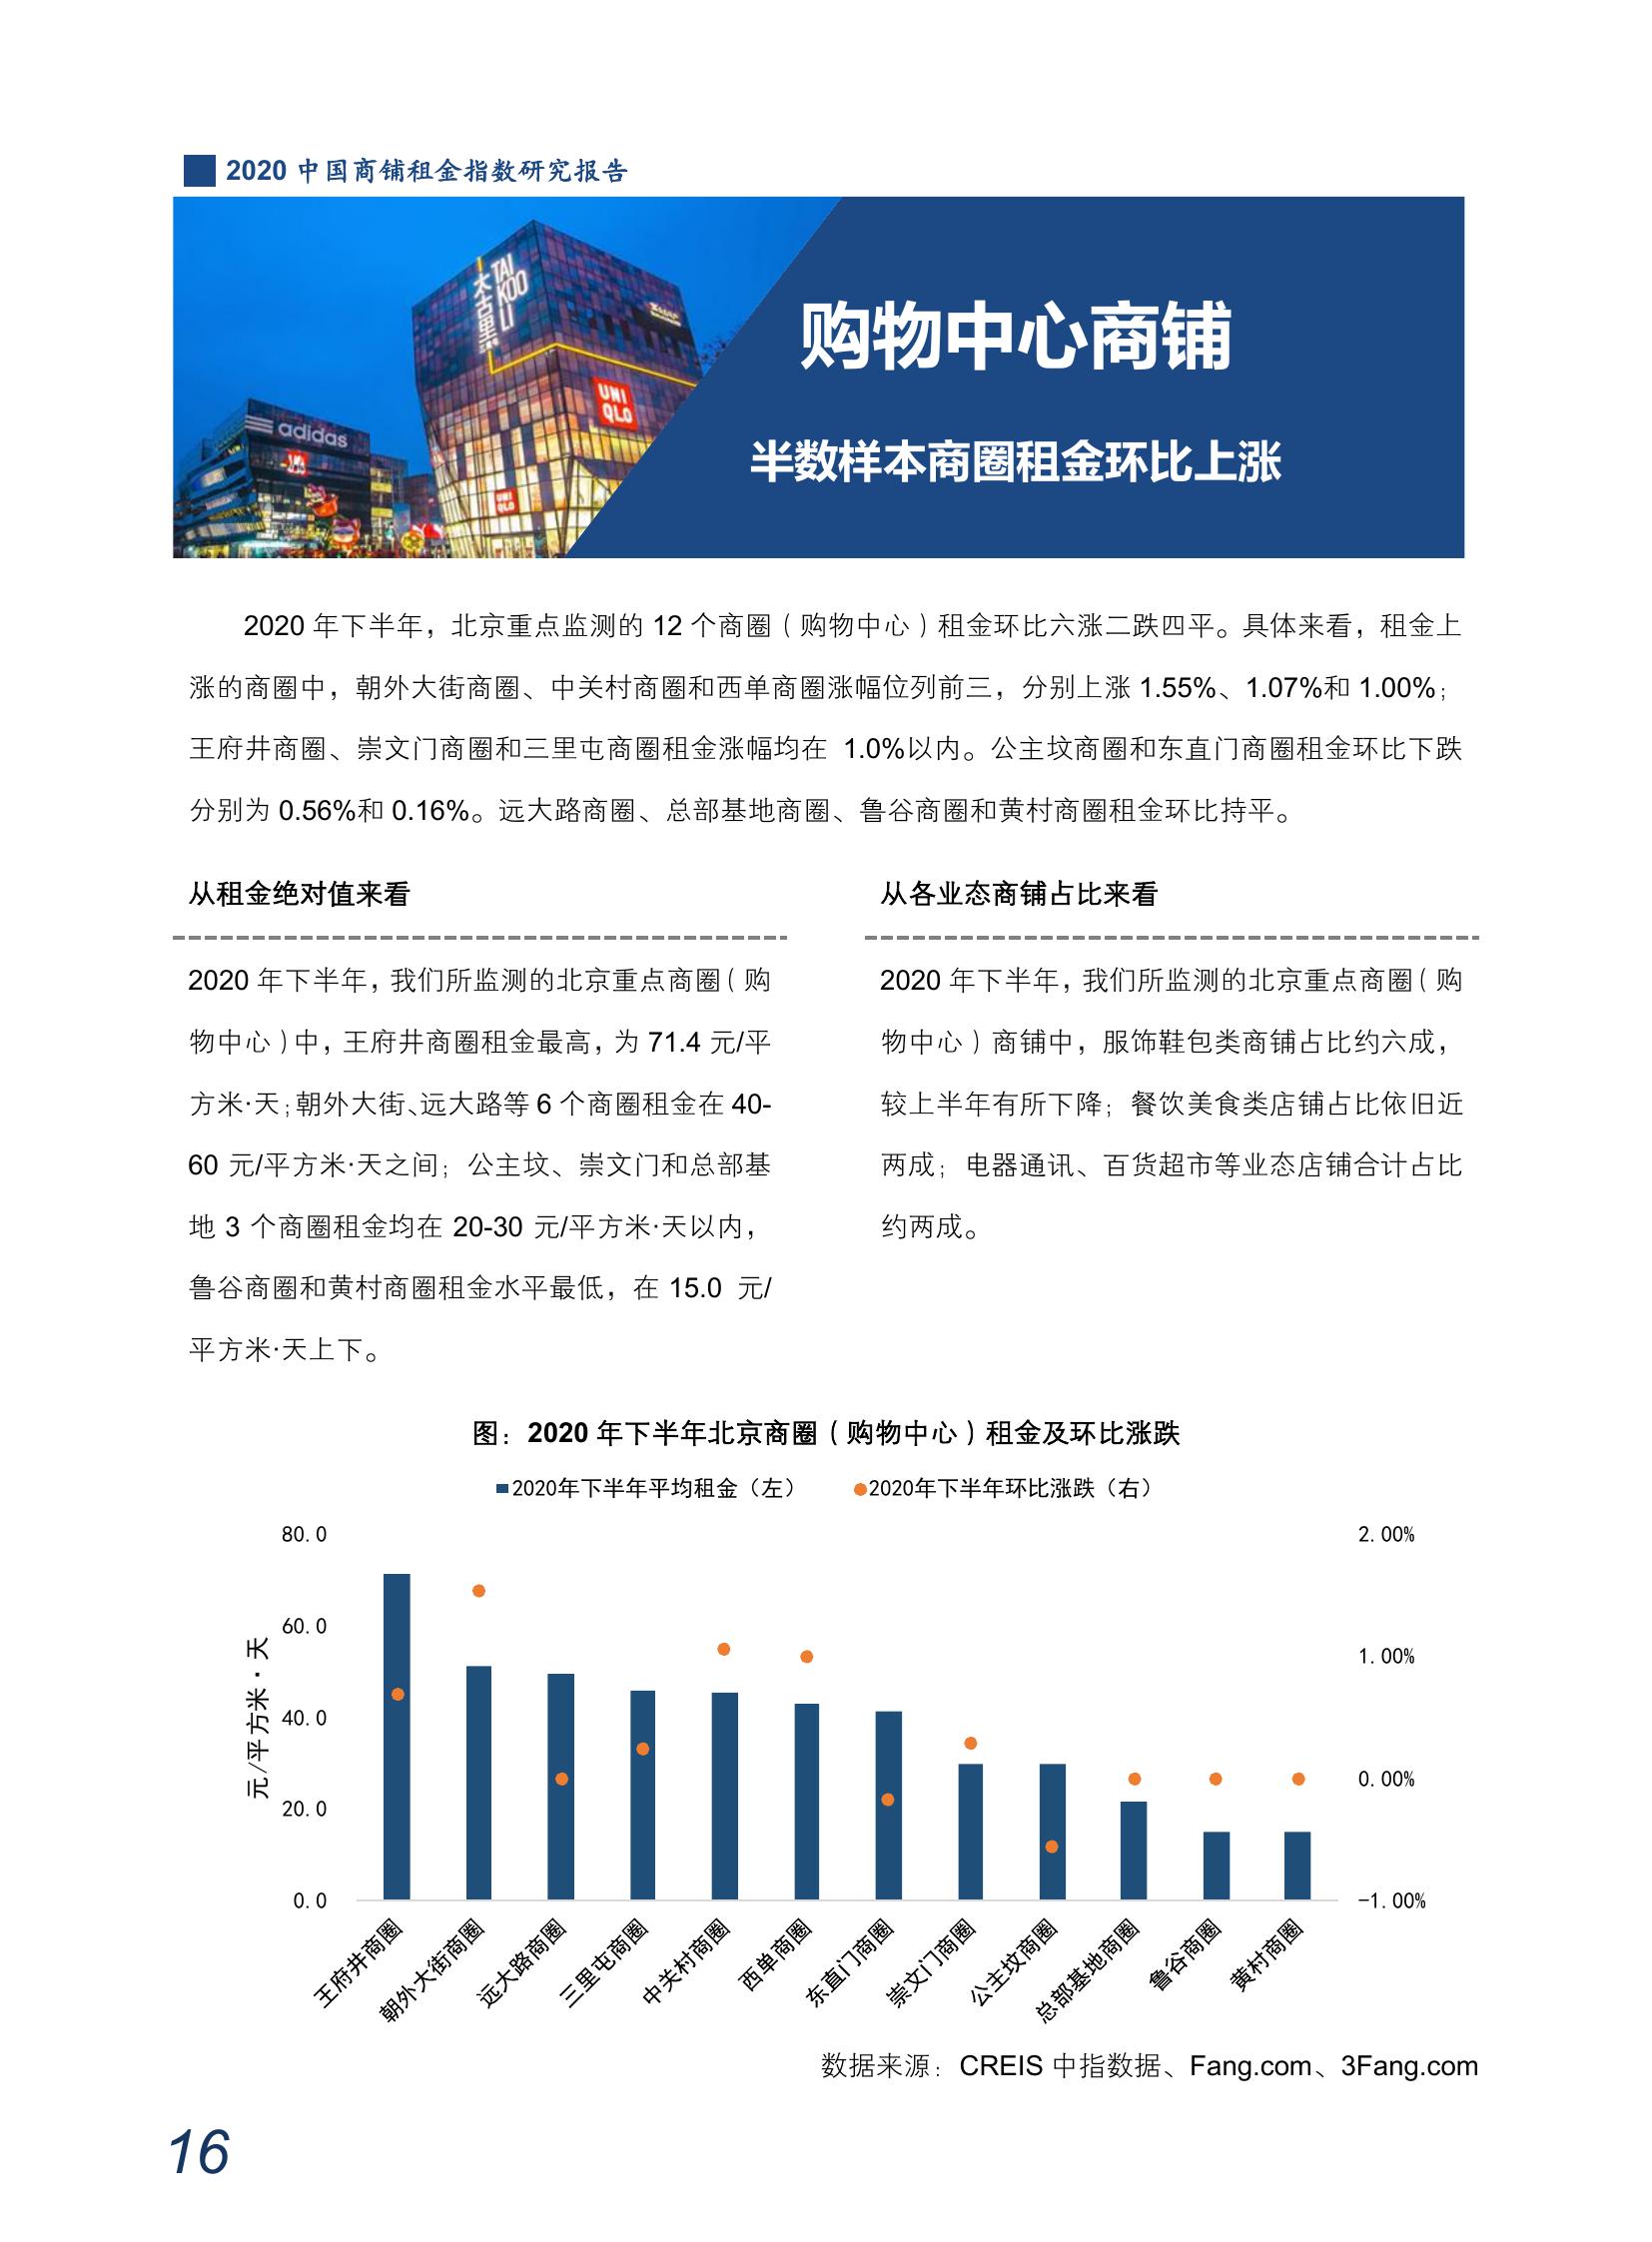 2020 中国商铺租金指数研究报告
太古里
TAI
KOO
LI
UNI
QLO
adidas
UNI
QLO
购物中心商铺
半数样本商圈租金环比上涨
2020 年下半年，北京重点监测的 12 个商圈（购物中心）租金环比六涨二跌四平。具体来看，租金上
涨的商圈中，朝外大街商圈、中关村商圈和西单商圈涨幅位列前三，分别上涨 1.55%、1.07%和 1.00%；
王府井商圈、崇文门商圈和三里屯商圈租金涨幅均在 1.0%以内。公主坟商圈和东直门商圈租金环比下跌
分别为 0.56%和 0.16%。远大路商圈、总部基地商圈、鲁谷商圈和黄村商圈租金环比持平。
从租金绝对值来看
2020 年下半年，我们所监测的北京重点商圈（购
物中心）中，王府井商圈租金最高，为 71.4 元/平
方米·天；朝外大街、远大路等 6 个商圈租金在 40-
60 元/平方米·天之间；公主坟、崇文门和总部基
地 3 个商圈租金均在 20-30 元/平方米·天以内，
鲁谷商圈和黄村商圈租金水平最低，在 15.0 元/
平方米·天上下。
从各业态商铺占比来看
2020 年下半年，我们所监测的北京重点商圈（购
物中心）商铺中，服饰鞋包类商铺占比约六成，
较上半年有所下降；餐饮美食类店铺占比依旧近
两成；电器通讯、百货超市等业态店铺合计占比
约两成。
图：2020 年下半年北京商圈（购物中心）租金及环比涨跌
2020年下半年平均租金（左）
2020年下半年环比涨跌（右）
元/平方米·天
80.0
60.0
40.0
20.0
0.0
2.00%
1.00%
0.00%
-1.00%
王府井商圈
朝外大街商圈
远大路商圈
三里屯商圈
中关村商圈
西单商圈
东直门商圈
崇文门商圈
公主坟商圈
总部基地商圈
鲁谷商圈
黄村商圈
数据来源：CREIS 中指数据、Fang.com、3Fang.com
16